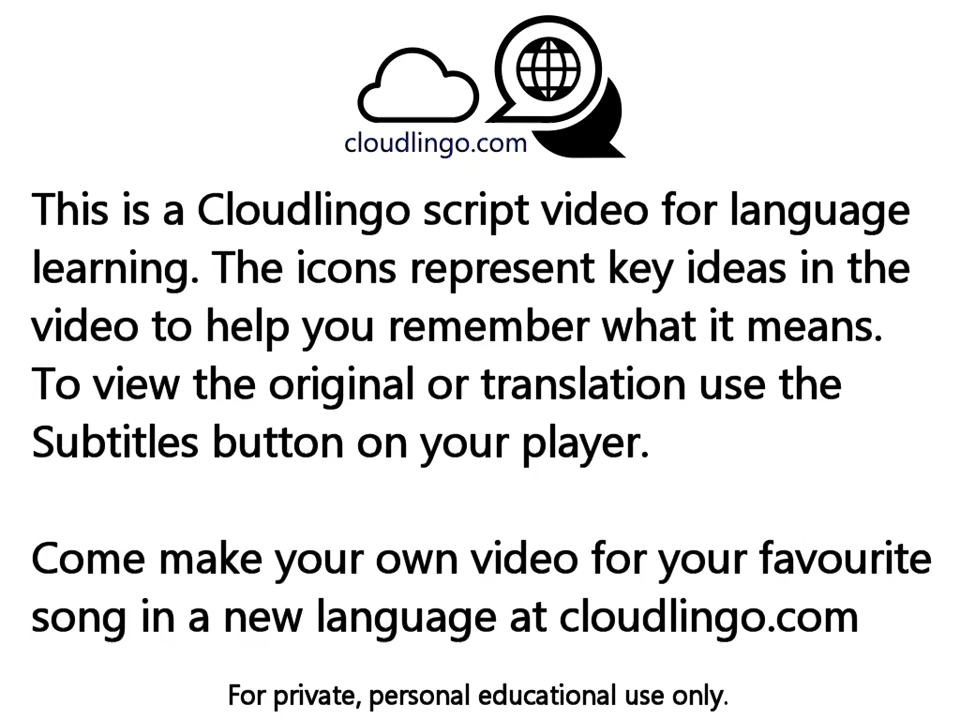 cloudlingo.com
This is a Cloudlingo script video for language
learning. The icons represent key ideas in the
video to help you remember what it means.
To view the original or translation use the
Subtitles button on your player.
Come make your own video for your favourite
song in a new language at cloudlingo.com
For private, personal educational use only.